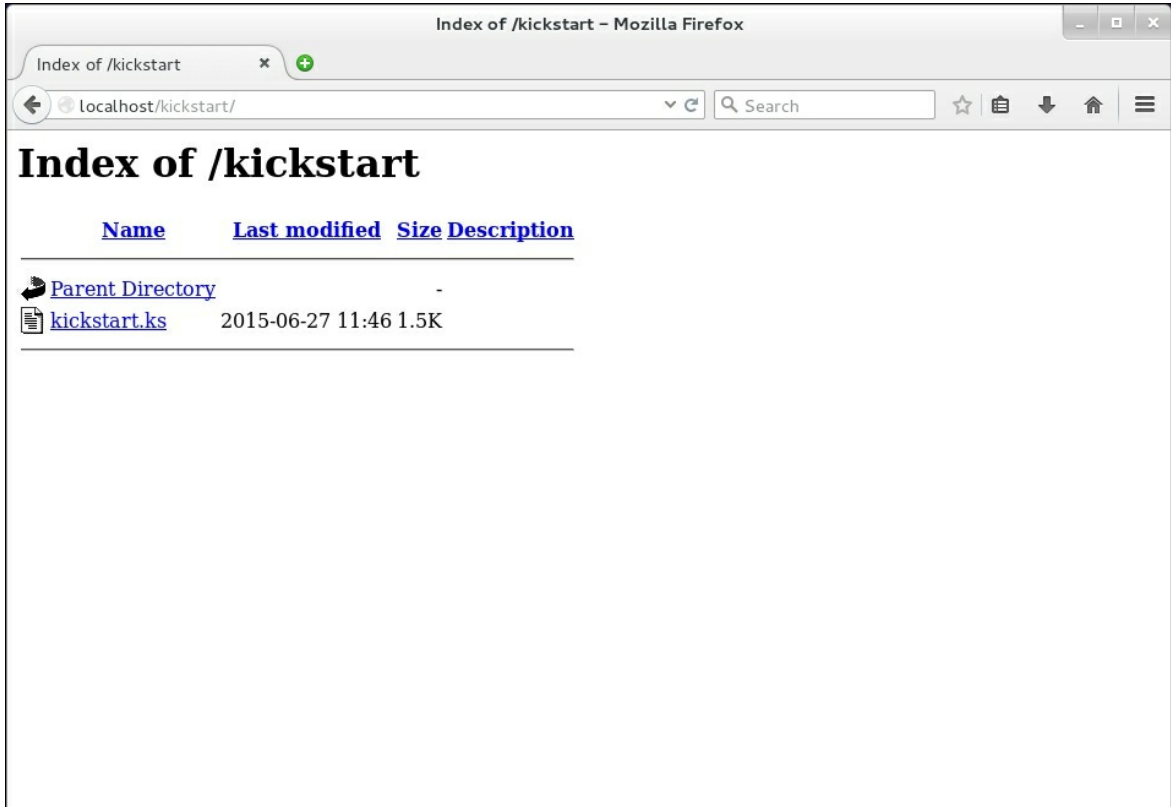 Index of /kickstart – Mozilla Firefox
Index of /kickstart
localhost/kickstart/ Search
Index of /kickstart
Name Last modified Size Description
Parent Directory -
kickstart.ks 2015-06-27 11:46 1.5K